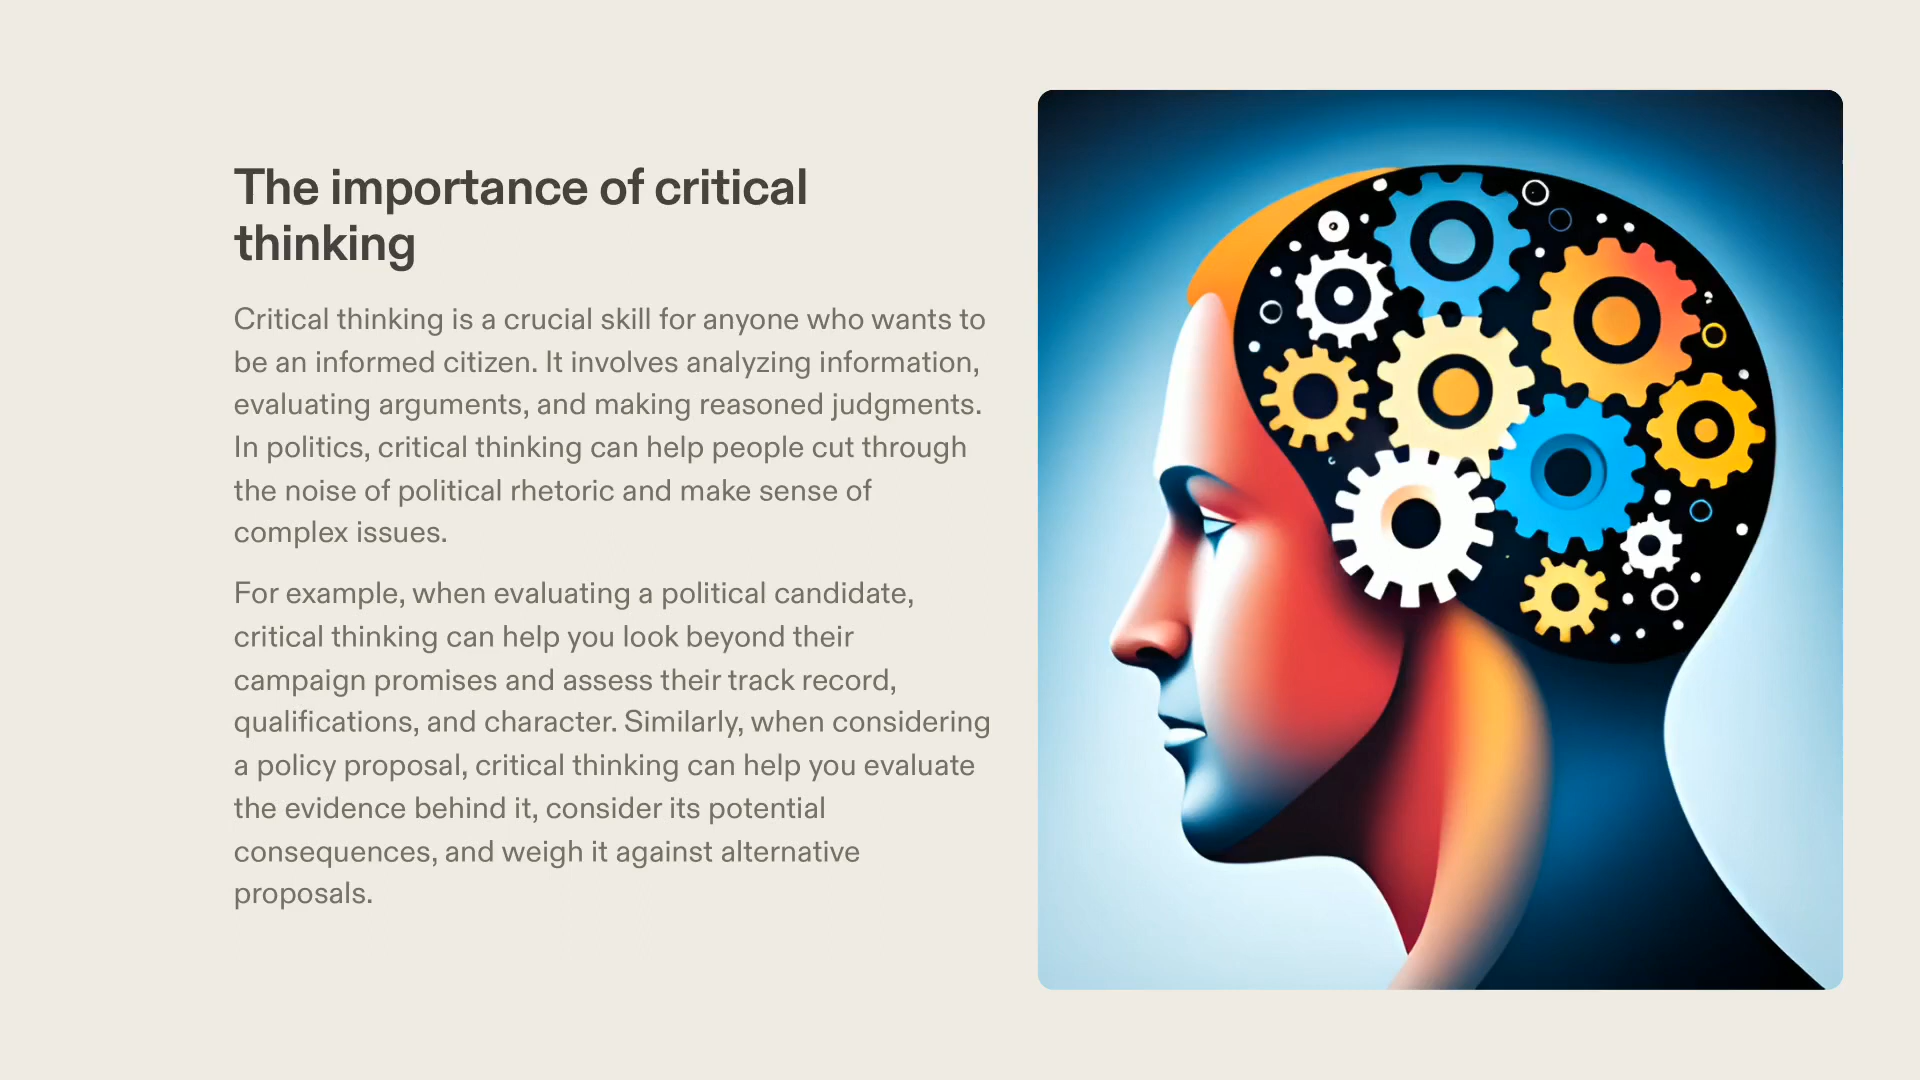 The importance of critical
thinking
Critical thinking is a crucial skill for anyone who wants to
be an informed citizen. It involves analyzing information,
evaluating arguments, and making reasoned judgments.
In politics, critical thinking can help people cut through
the noise of political rhetoric and make sense of
complex issues.
For example, when evaluating a political candidate,
critical thinking can help you look beyond their
campaign promises and assess their track record,
qualifications, and character. Similarly, when considering
a policy proposal, critical thinking can help you evaluate
the evidence behind it, consider its potential
consequences, and weigh it against alternative
proposals.